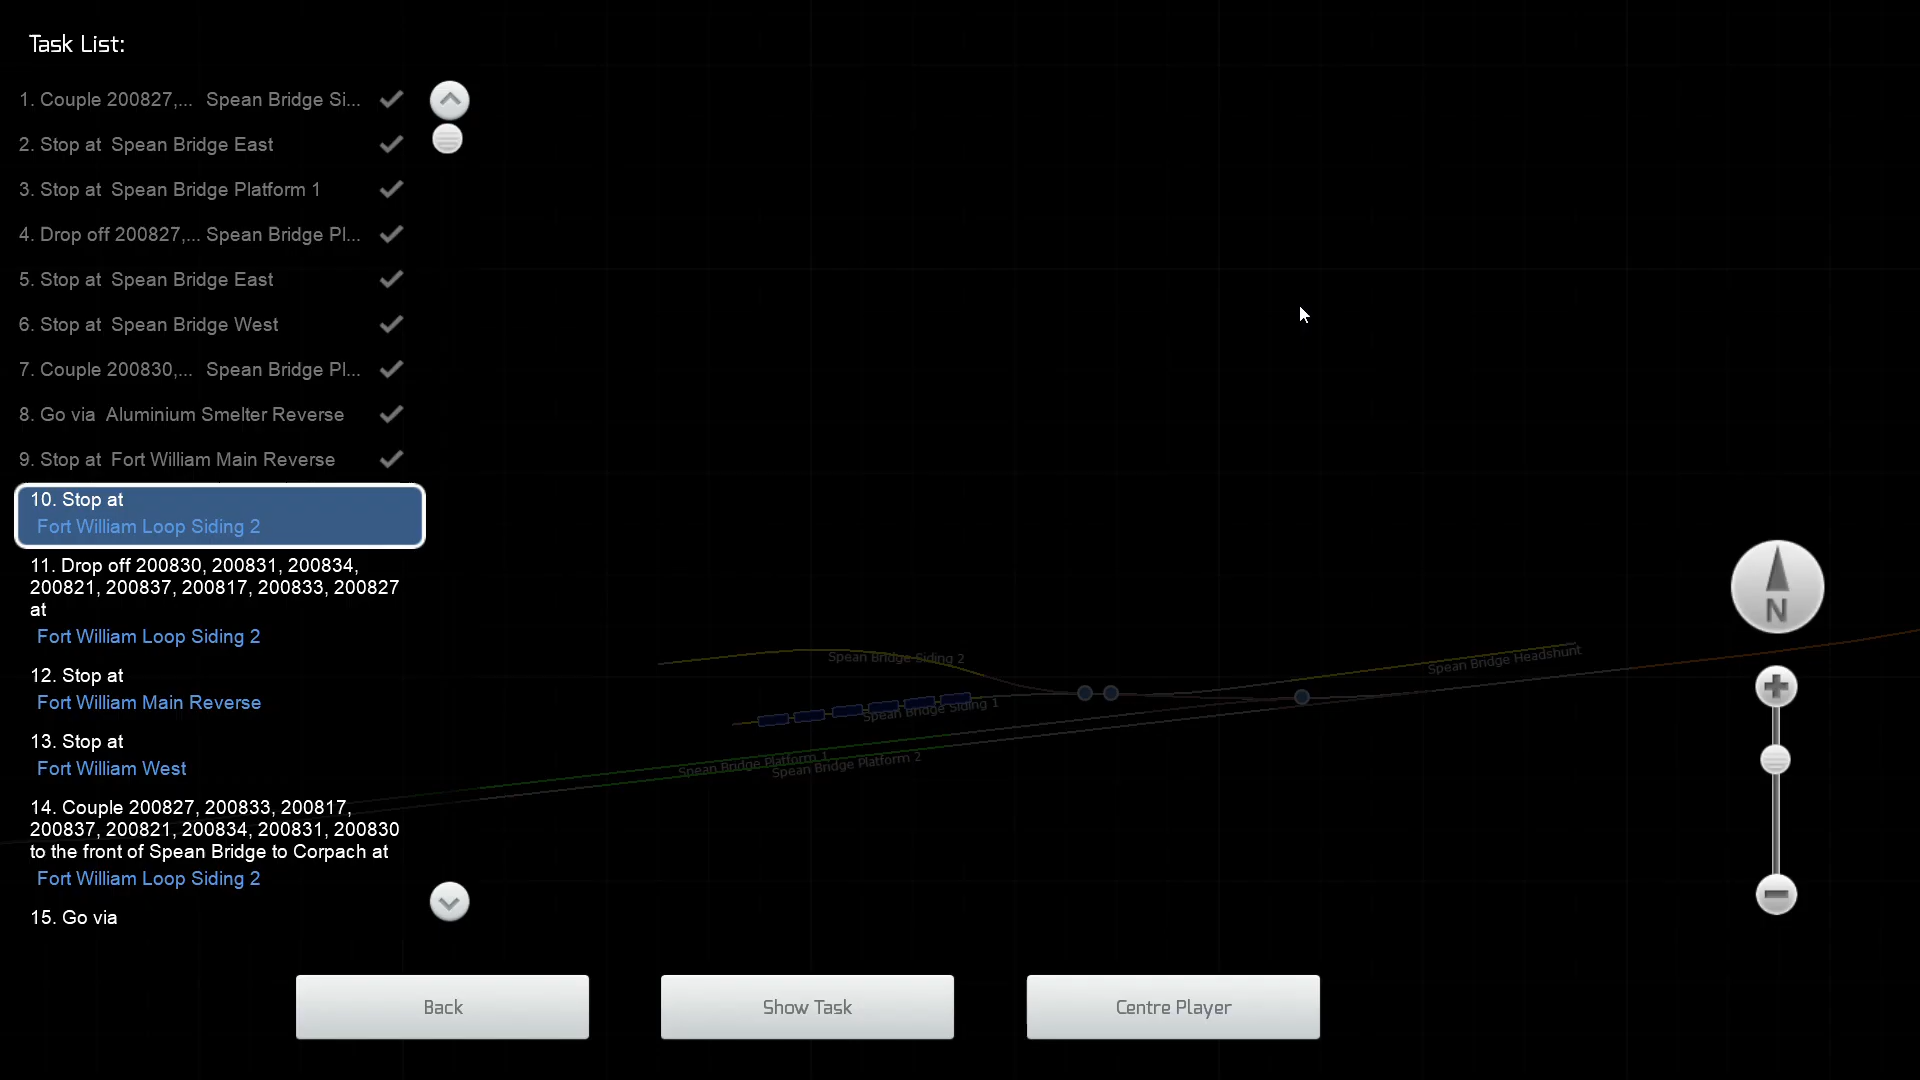 Task List:
1. Couple 200827,... Spean Bridge Si...
2. Stop at Spean Bridge East
3. Stop at Spean Bridge Platform 1
4. Drop off 200827,... Spean Bridge Pl...
5. Stop at Spean Bridge East
6. Stop at Spean Bridge West
7. Couple 200830,... Spean Bridge Pl...
8. Go via Aluminium Smelter Reverse
9. Stop at Fort William Main Reverse
10. Stop at
Fort William Loop Siding 2
11. Drop off 200830, 200831, 200834,
200821, 200837, 200817, 200833, 200827
at
Fort William Loop Siding 2
12. Stop at
Fort William Main Reverse
13. Stop at
Fort William West
14. Couple 200827, 200833, 200817,
200837, 200821, 200834, 200831, 200830
to the front of Spean Bridge to Corpach at
Fort William Loop Siding 2
15. Go via
Spean Bridge Siding 2
Spean Bridge Headshunt
Spean Bridge Siding 1
Spean Bridge Platform 1
Spean Bridge Platform 2
N
Back
Show Task
Centre Player